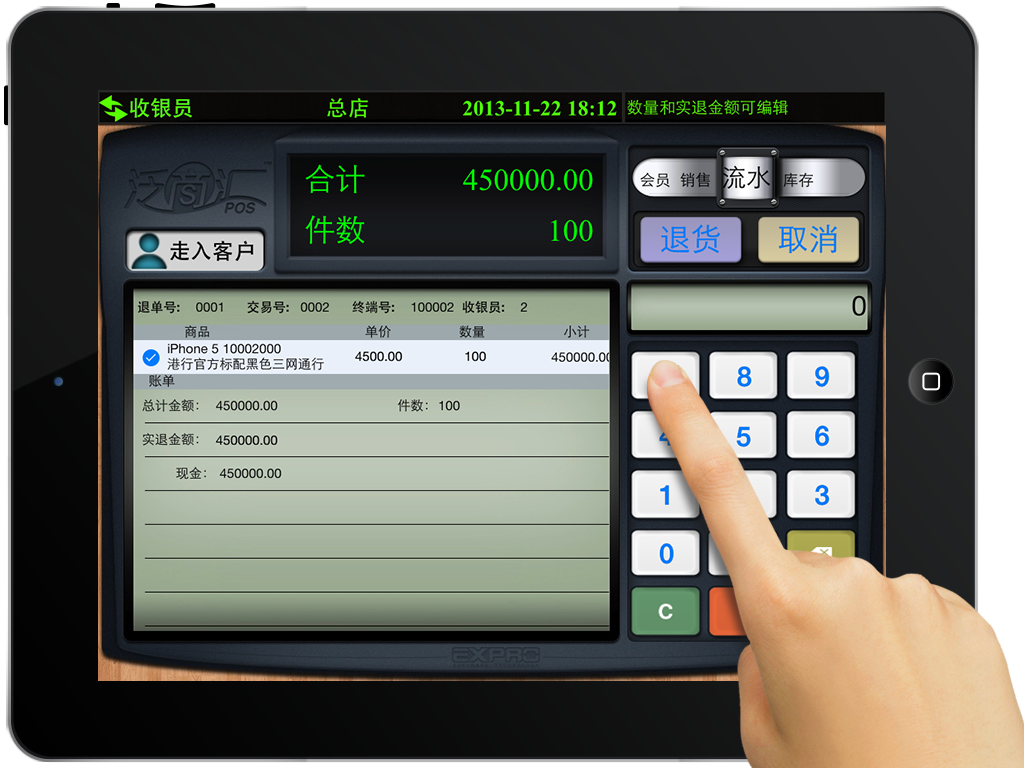 收银员 总店 2013-11-22 18:12 数量和实退金额可编辑
泛商汇
POS
走入客户
合计 450000.00
件数 100
会员 销售 流水 库存
退货 取消
退单号: 0001 交易号: 0002 终端号: 100002 收银员: 2
商品 单价 数量 小计
iPhone 5 10002000 4500.00 100 450000.00
港行官方标配黑色三网通行
账单
总计金额: 450000.00 件数: 100
实退金额: 450000.00
现金: 450000.00
0
8 9
4 5 6
1 3
0
C
EXPRO